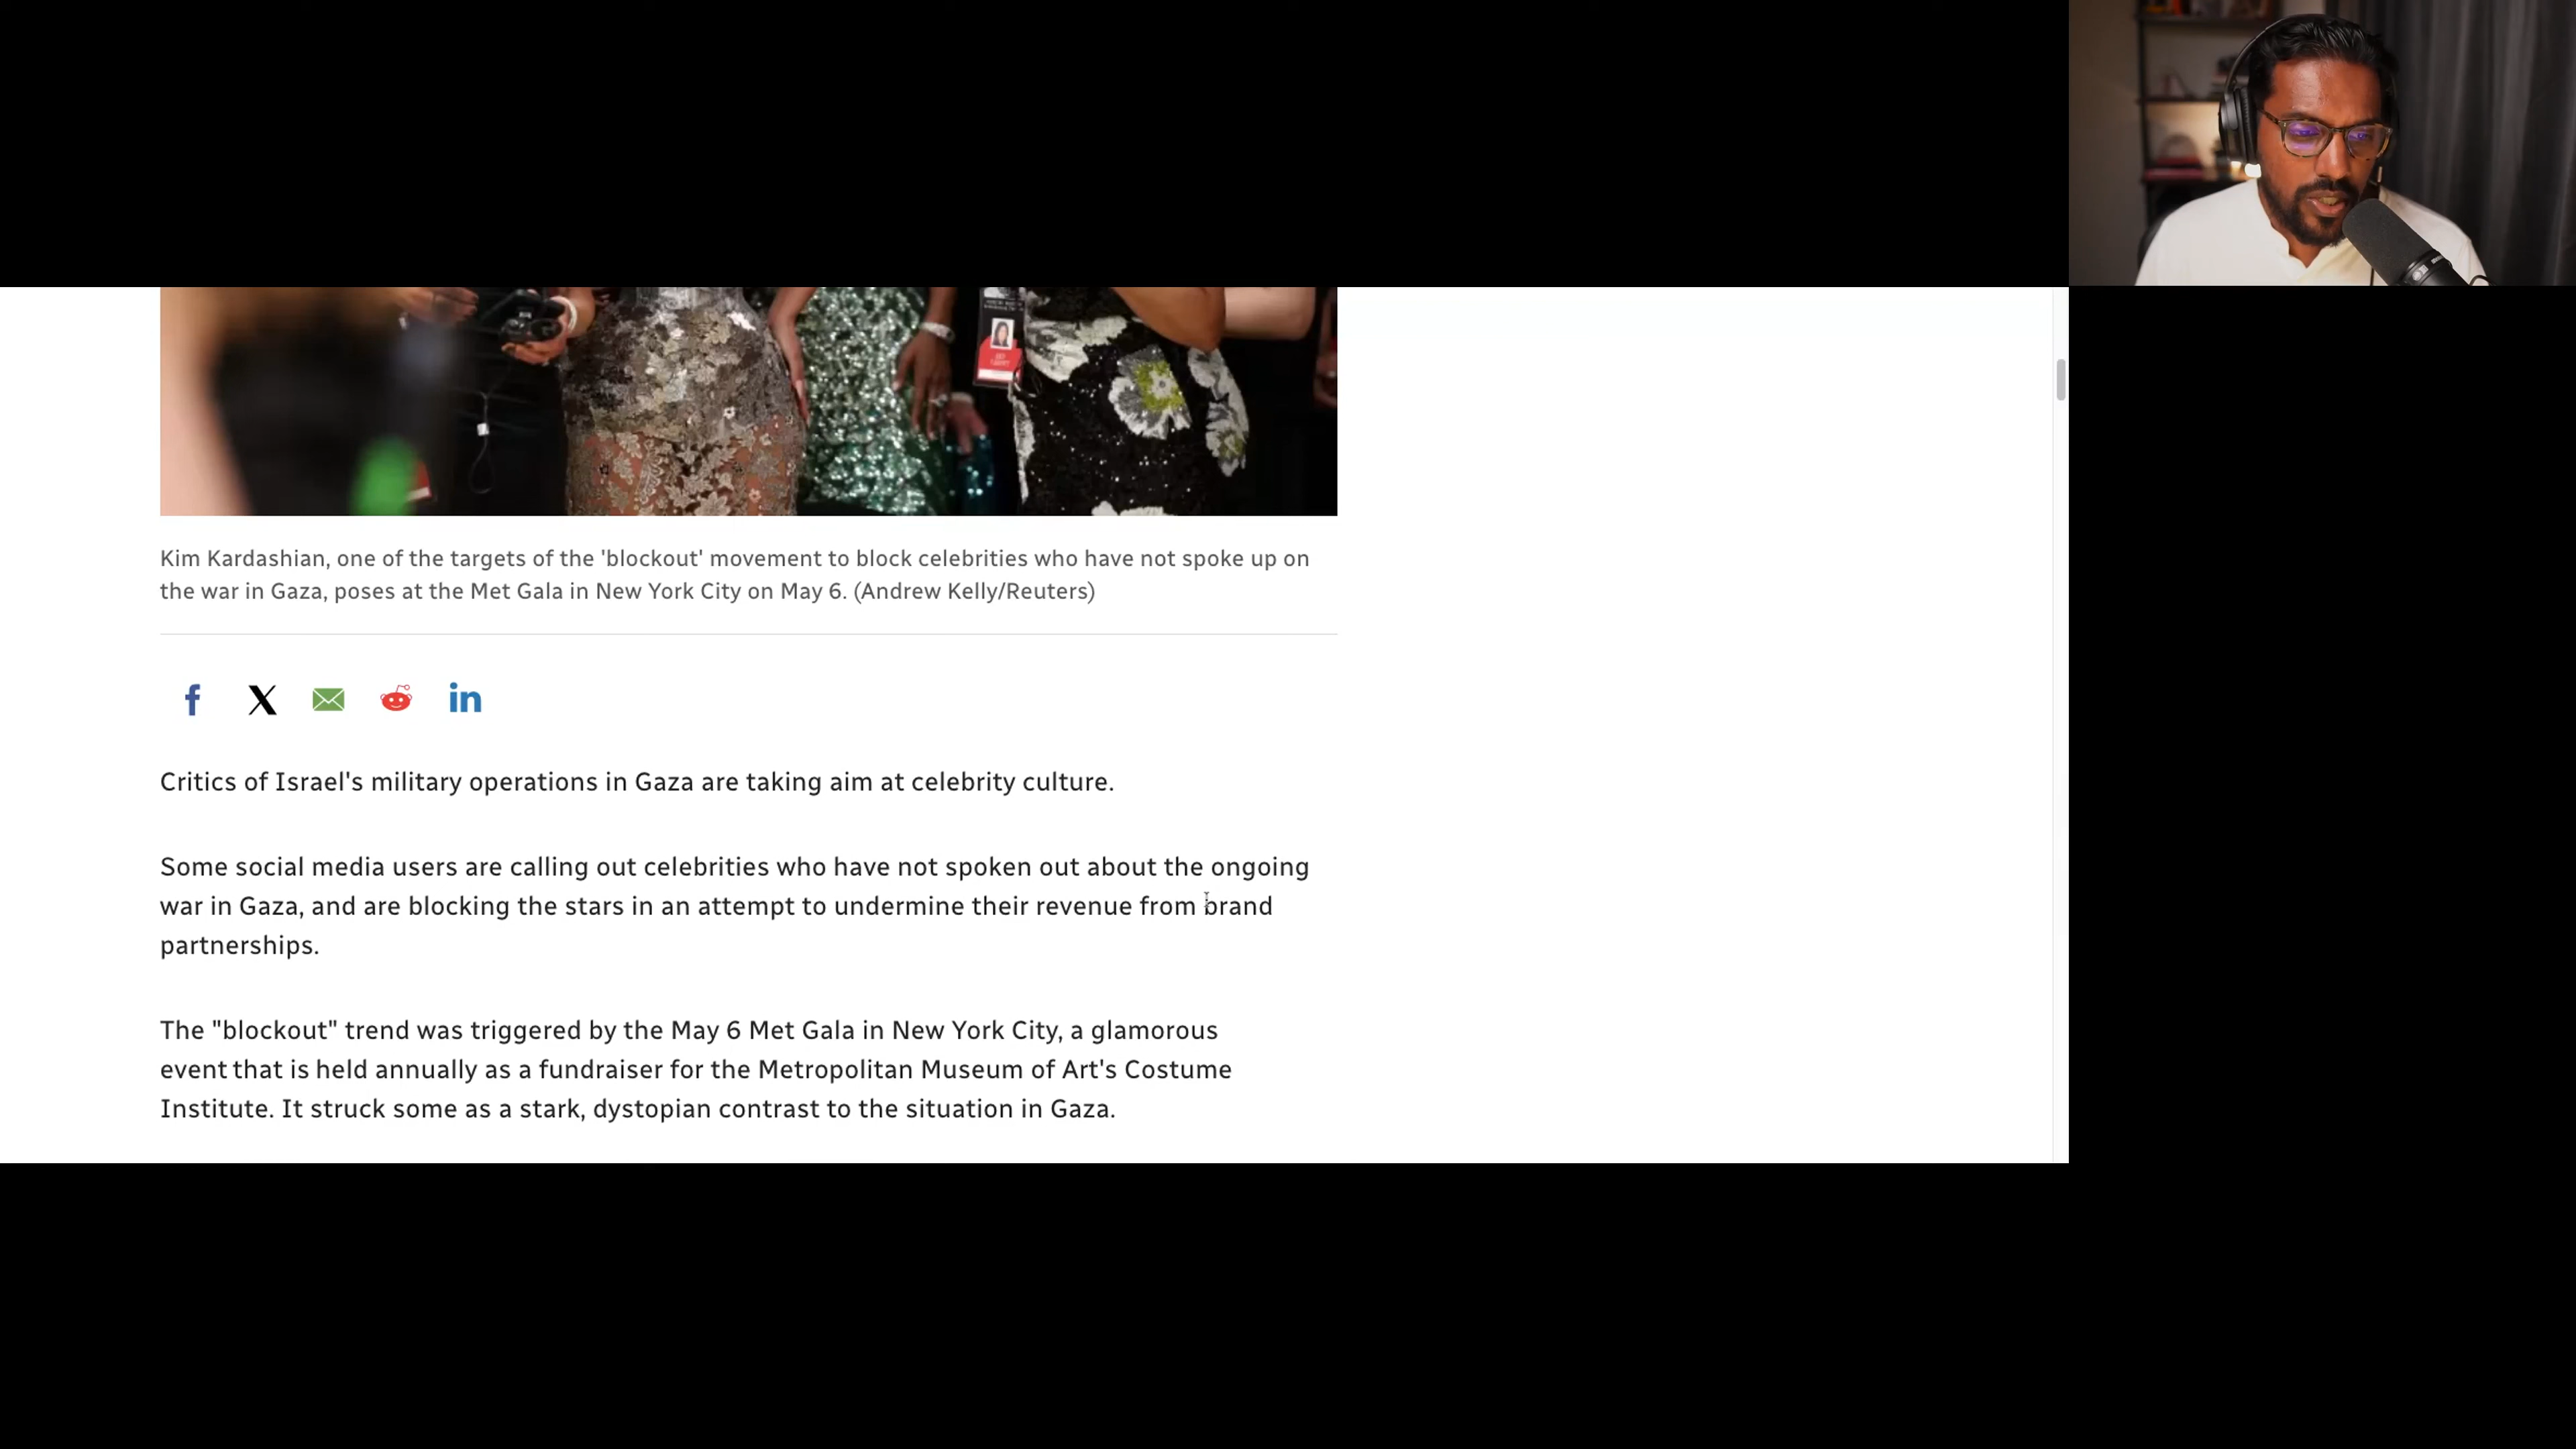 Kim Kardashian, one of the targets of the 'blockout' movement to block celebrities who have not spoke up on
the war in Gaza, poses at the Met Gala in New York City on May 6. (Andrew Kelly/Reuters)
Critics of Israel's military operations in Gaza are taking aim at celebrity culture.
Some social media users are calling out celebrities who have not spoken out about the ongoing
war in Gaza, and are blocking the stars in an attempt to undermine their revenue from brand
partnerships.
The "blockout" trend was triggered by the May 6 Met Gala in New York City, a glamorous
event that is held annually as a fundraiser for the Metropolitan Museum of Art's Costume
Institute. It struck some as a stark, dystopian contrast to the situation in Gaza.